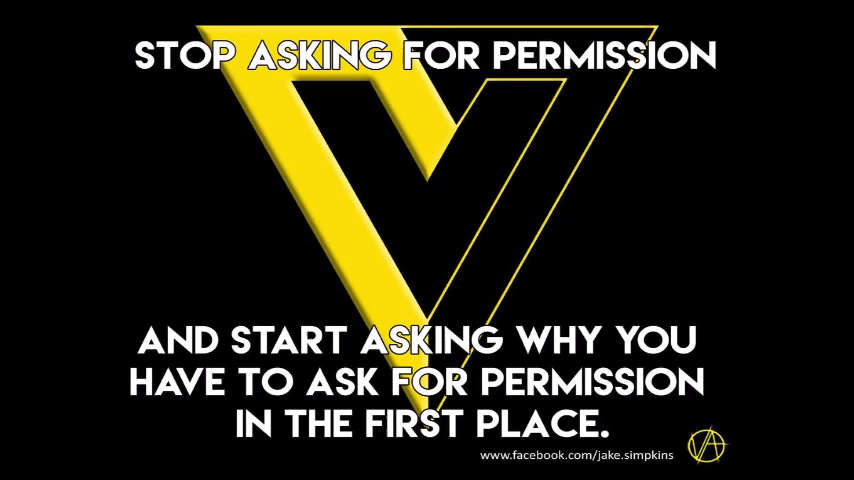 STOP ASKING FOR PERMISSION
AND START ASKING WHY YOU
HAVE TO ASK FOR PERMISSION
IN THE FIRST PLACE.
www.facebook.com/jake.simpkins
VA